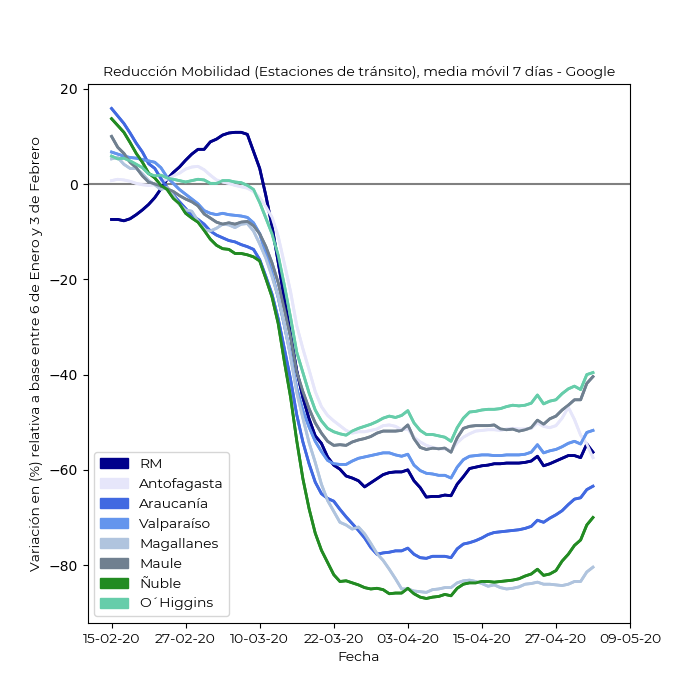 Reducción Mobilidad (Estaciones de tránsito), media móvil 7 días - Google
Variación en (%) relativa a base entre 6 de Enero y 3 de Febrero
20
0
−20
−40
−60
−80
RM
Antofagasta
Araucanía
Valparaíso
Magallanes
Maule
Ñuble
O´Higgins
15-02-20 27-02-20 10-03-20 22-03-20 03-04-20 15-04-20 27-04-20 09-05-20
Fecha